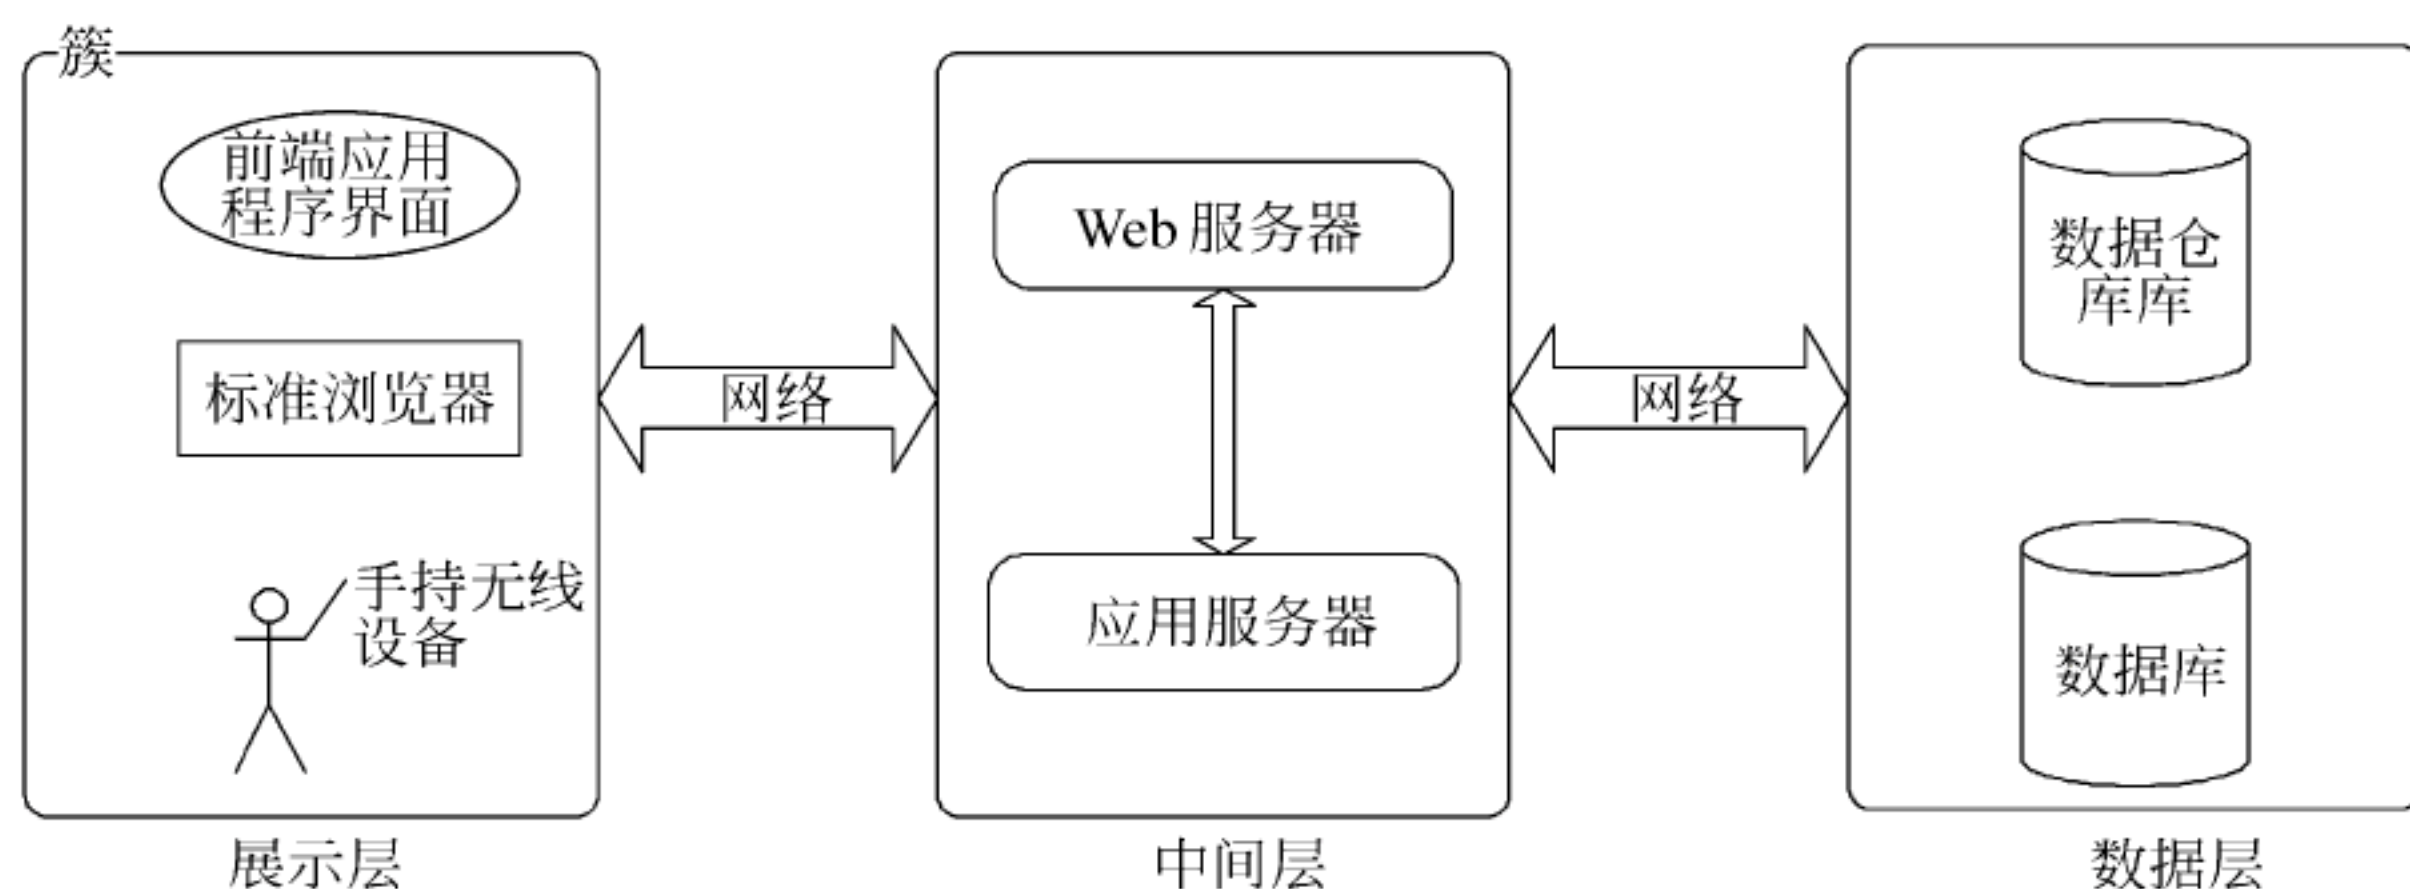 簇
前端应用
程序界面
标准浏览器
手持无线
设备
展示层
网络
Web 服务器
应用服务器
中间层
网络
数据仓
库库
数据库
数据层